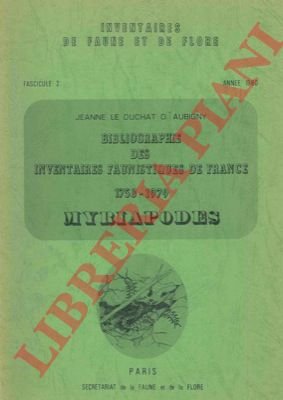 INVENTAIRES
DE FAUNE ET DE FLORE
FASCICULE 2
ANNEE 1980
JEANNE LE DUCHAT D'AUBIGNY
BIBLIOGRAPHIE
DES
INVENTAIRES FAUNISTIQUES DE FRANCE
1758-1979
MYRIAPODES
LIBRERIA PIANI
PARIS
SECRETARIAT de la FAUNE et de la FLORE